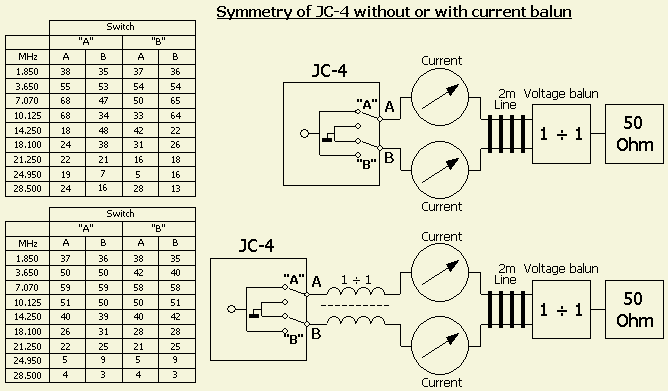 Symmetry of JC-4 without or with current balun
Switch
"A" "B"
MHz A B A B
1.850 38 35 37 36
3.650 55 53 54 54
7.070 68 47 50 65
10.125 68 34 33 64
14.250 18 48 42 22
18.100 24 38 31 26
21.250 22 21 16 18
24.950 19 7 5 16
28.500 24 16 28 13
JC-4
"A"
"B"
A
B
Current
Current
2m
Line
Voltage balun
1 ÷ 1
50
Ohm
Switch
"A" "B"
MHz A B A B
1.850 37 36 38 35
3.650 50 50 42 40
7.070 59 59 58 58
10.125 51 50 50 51
14.250 40 39 40 42
18.100 26 31 28 28
21.250 22 25 21 25
24.950 5 9 5 9
28.500 4 3 4 3
JC-4
"A"
"B"
A
B
1 ÷ 1
Current
Current
2m
Line
Voltage balun
1 ÷ 1
50
Ohm